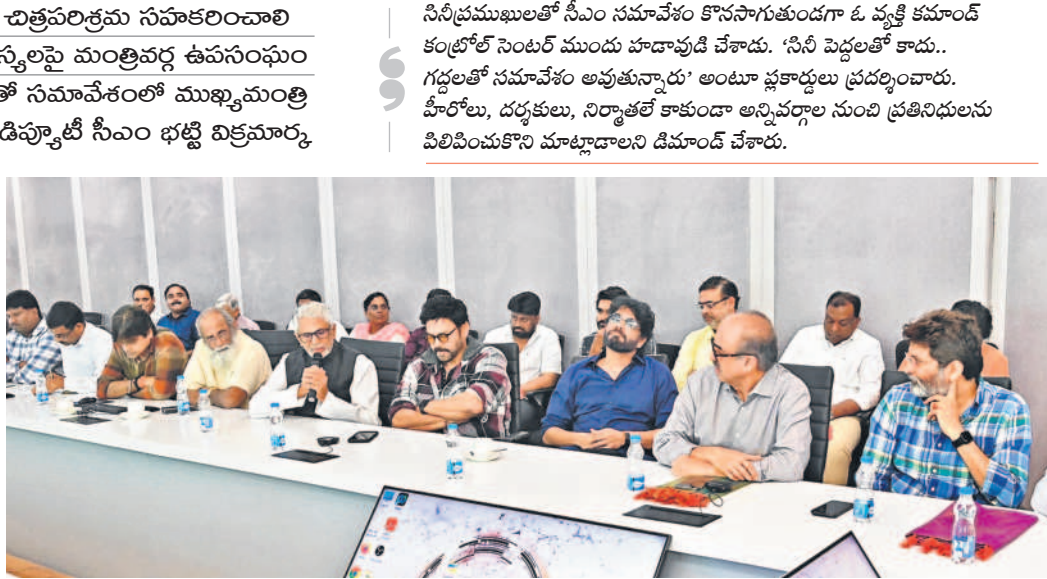 చిత్రపరిశ్రమ సహకరించాలి
మంత్రివర్గ ఉపసంఘం
సమావేశంలో ముఖ్యమంత్రి
డిప్యూటీ సీఎం భట్టి విక్రమార్క
సినీప్రముఖులతో సీఎం సమావేశం కొనసాగుతుండగా ఓ వ్యక్తి కమాండ్
కంట్రోల్ సెంటర్ ముందు హడావుడి చేశాడు. ‘సినీ పెద్దలతో కాదు..
గద్దలతో సమావేశం అవుతున్నారు’ అంటూ ప్లకార్డులు ప్రదర్శించారు.
హీరోలు, దర్శకులు, నిర్మాతలే కాకుండా అన్నివర్గాల నుంచి ప్రతినిధులను
పిలిపించుకొని మాట్లాడాలని డిమాండ్ చేశారు.